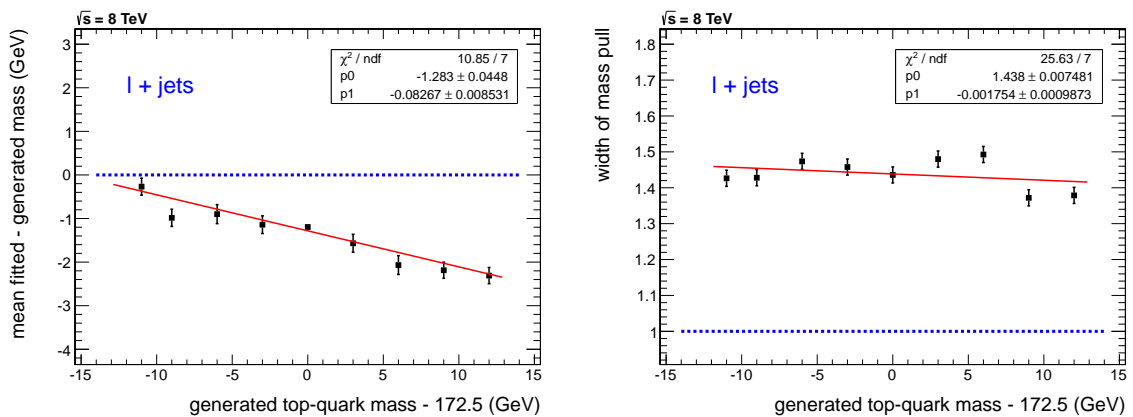 √s = 8 TeV
mean fitted - generated mass (GeV)
3
2
1
0
-1
-2
-3
-4
l + jets
χ² / ndf 10.85 / 7
p0 -1.283 ± 0.0448
p1 -0.08267 ± 0.008531
-15 -10 -5 0 5 10 15
generated top-quark mass - 172.5 (GeV)
√s = 8 TeV
width of mass pull
1.8
1.7
1.6
1.5
1.4
1.3
1.2
1.1
1
l + jets
χ² / ndf 25.63 / 7
p0 1.438 ± 0.007481
p1 -0.001754 ± 0.0009873
-15 -10 -5 0 5 10 15
generated top-quark mass - 172.5 (GeV)